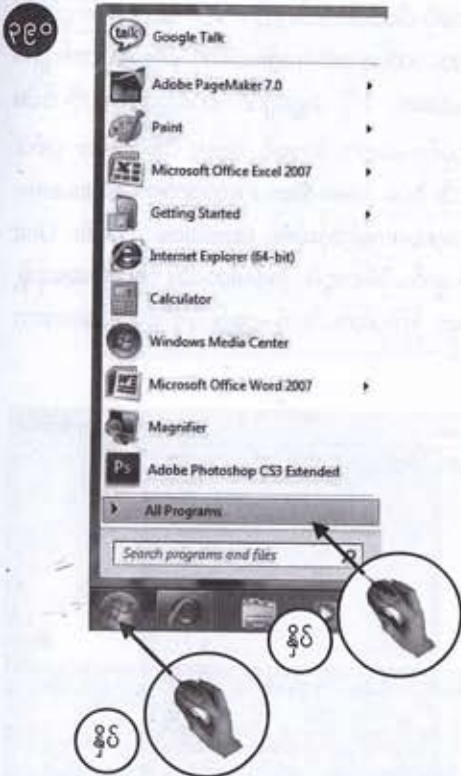 talk Google Talk
Adobe PageMaker 7.0
Paint
Microsoft Office Excel 2007
Getting Started
Internet Explorer (64-bit)
Calculator
Windows Media Center
Microsoft Office Word 2007
Magnifier
Ps Adobe Photoshop CS3 Extended
All Programs
Search programs and files
နှိပ်
နှိပ်